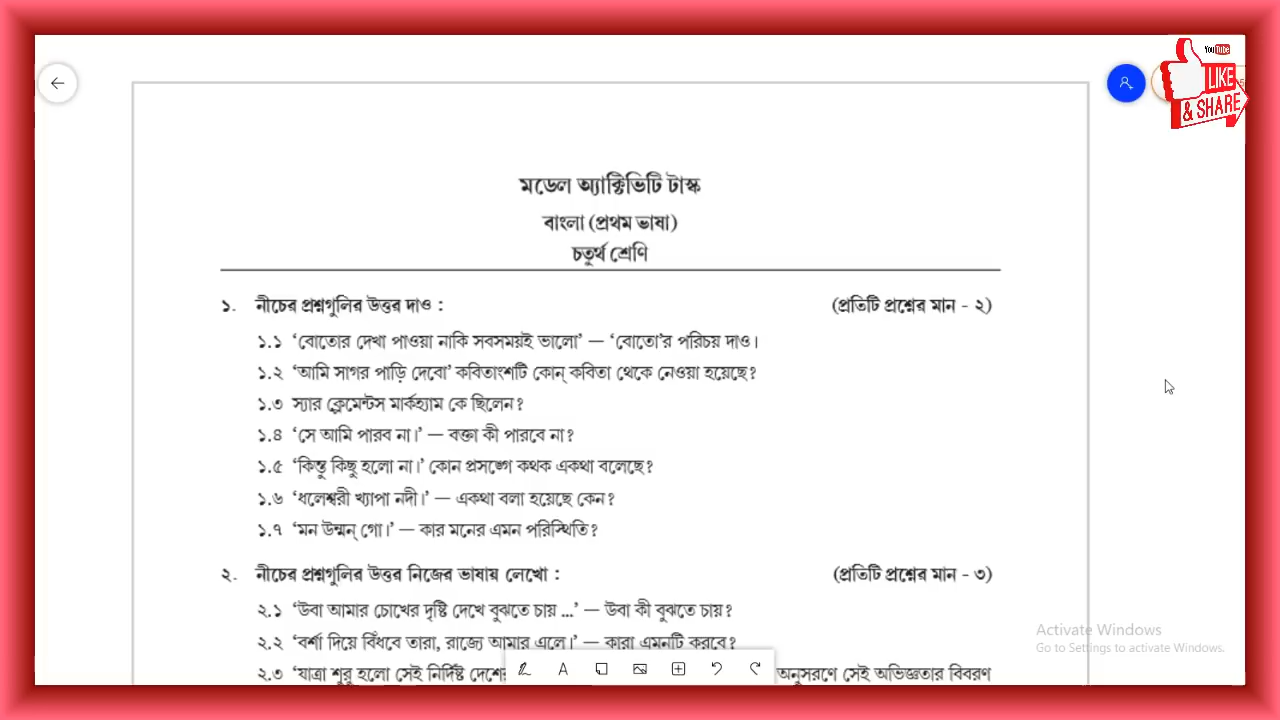 YouTube
LIKE
& SHARE
মডেল অ্যাক্টিভিটি টাস্ক
বাংলা (প্রথম ভাষা)
চতুর্থ শ্রেণি
১. নীচের প্রশ্নগুলির উত্তর দাও : (প্রতিটি প্রশ্নের মান - ২)
১.১ ‘বোতোর দেখা পাওয়া নাকি সবসময়ই ভালো’ — ‘বোতো’র পরিচয় দাও।
১.২ ‘আমি সাগর পাড়ি দেবো’ কবিতাংশটি কোন্ কবিতা থেকে নেওয়া হয়েছে?
১.৩ স্যার ক্লেমেন্টস মার্কহ্যাম কে ছিলেন?
১.৪ ‘সে আমি পারব না।’ — বক্তা কী পারবে না?
১.৫ ‘কিন্তু কিছু হলো না।’ কোন প্রসঙ্গে কথক একথা বলেছে?
১.৬ ‘ধলেশ্বরী খ্যাপা নদী।’ — একথা বলা হয়েছে কেন?
১.৭ ‘মন উন্মন্ গো।’ — কার মনের এমন পরিস্থিতি?
২. নীচের প্রশ্নগুলির উত্তর নিজের ভাষায় লেখো : (প্রতিটি প্রশ্নের মান - ৩)
২.১ ‘উবা আমার চোখের দৃষ্টি দেখে বুঝতে চায় ...’ — উবা কী বুঝতে চায়?
২.২ ‘বর্শা দিয়ে বিঁধবে তারা, রাজ্যে আমার এলে।’ — কারা এমনটি করবে?
২.৩ ‘যাত্রা শুরু হলো সেই নির্দিষ্ট দেশের অনুসরণে সেই অভিজ্ঞতার বিবরণ
Activate Windows
Go to Settings to activate Windows.